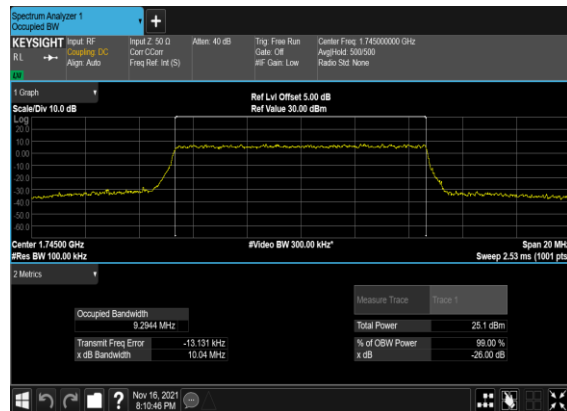 Spectrum Analyzer 1
Occupied BW
KEYSIGHT Input: RF Input Z: 50 Ω Atten: 40 dB Trig: Free Run Center Freq: 1.745000000 GHz
RL Coupling: DC Corr CCorr Gate: Off Avg|Hold: 500/500
Align: Auto Freq Ref: Int (S) #IF Gain: Low Radio Std: None
1 Graph
Ref Lvl Offset 5.00 dB
Scale/Div 10.0 dB Ref Value 30.00 dBm
Log
20.0
10.0
0.00
-10.0
-20.0
-30.0
-40.0
-50.0
-60.0
Center 1.74500 GHz #Video BW 300.00 kHz* Span 20 MHz
#Res BW 100.00 kHz Sweep 2.53 ms (1001 pts
2 Metrics
Measure Trace Trace 1
Occupied Bandwidth
9.2944 MHz Total Power 25.1 dBm
Transmit Freq Error -13.131 kHz % of OBW Power 99.00 %
x dB Bandwidth 10.04 MHz x dB -26.00 dB
? Nov 16, 2021
8:10:46 PM